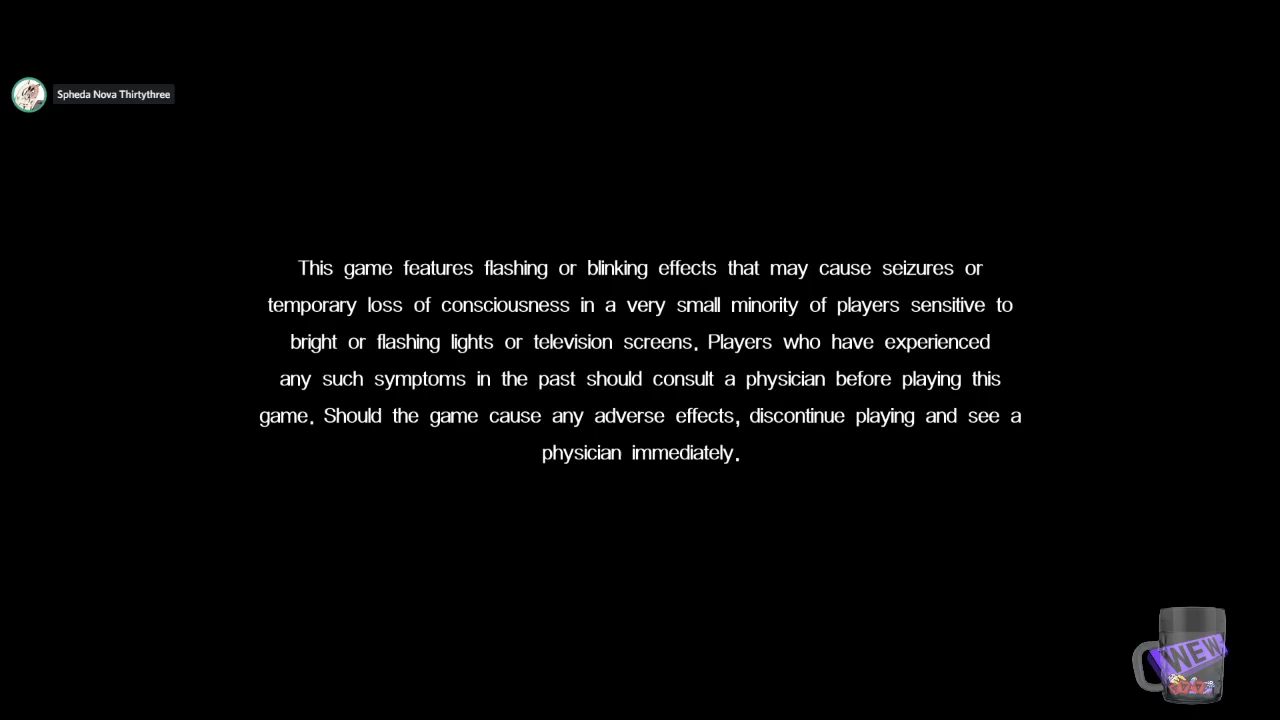 Spheda Nova Thirtythree
This game features flashing or blinking effects that may cause seizures or
temporary loss of consciousness in a very small minority of players sensitive to
bright or flashing lights or television screens. Players who have experienced
any such symptoms in the past should consult a physician before playing this
game. Should the game cause any adverse effects, discontinue playing and see a
physician immediately.
WEW